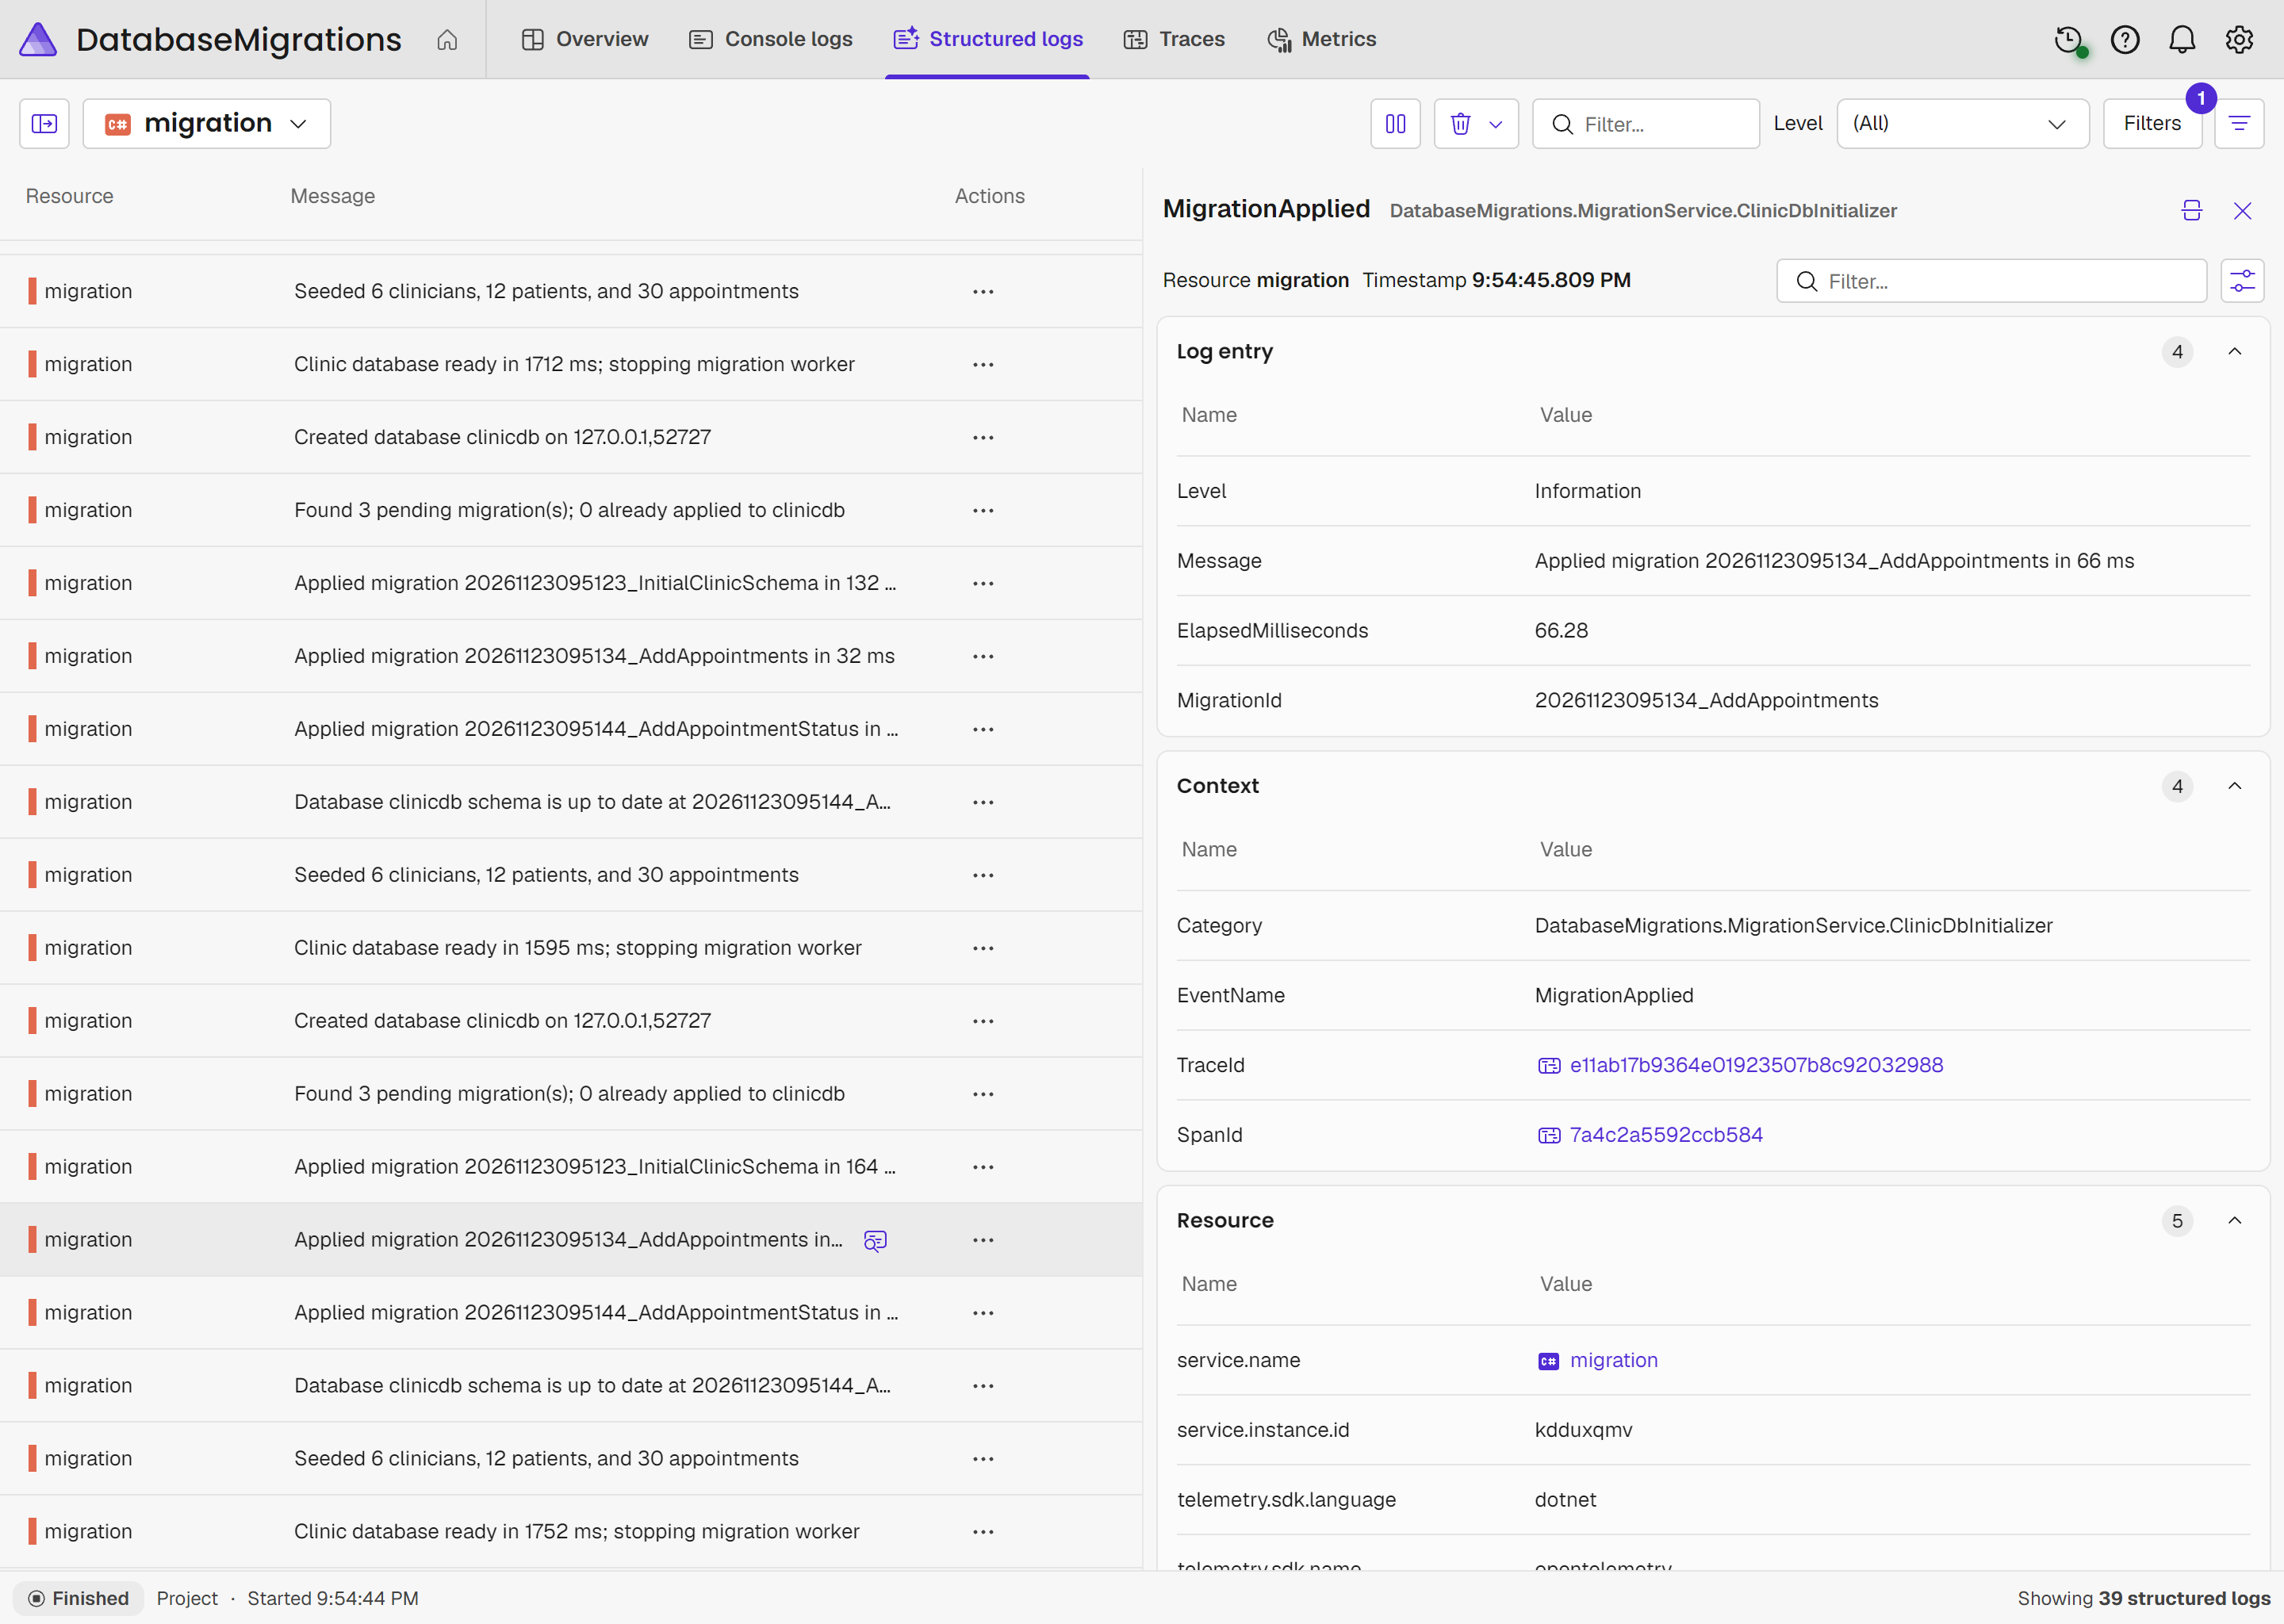 DatabaseMigrations
Overview
Console logs
Structured logs
Traces
Metrics
C#
migration
Filter...
Level
(All)
Filters
1
Resource Message Actions
migration Seeded 6 clinicians, 12 patients, and 30 appointments
migration Clinic database ready in 1712 ms; stopping migration worker
migration Created database clinicdb on 127.0.0.1,52727
migration Found 3 pending migration(s); 0 already applied to clinicdb
migration Applied migration 20261123095123_InitialClinicSchema in 132 ...
migration Applied migration 20261123095134_AddAppointments in 32 ms
migration Applied migration 20261123095144_AddAppointmentStatus in ...
migration Database clinicdb schema is up to date at 20261123095144_A...
migration Seeded 6 clinicians, 12 patients, and 30 appointments
migration Clinic database ready in 1595 ms; stopping migration worker
migration Created database clinicdb on 127.0.0.1,52727
migration Found 3 pending migration(s); 0 already applied to clinicdb
migration Applied migration 20261123095123_InitialClinicSchema in 164 ...
migration Applied migration 20261123095134_AddAppointments in...
migration Applied migration 20261123095144_AddAppointmentStatus in ...
migration Database clinicdb schema is up to date at 20261123095144_A...
migration Seeded 6 clinicians, 12 patients, and 30 appointments
migration Clinic database ready in 1752 ms; stopping migration worker
MigrationApplied DatabaseMigrations.MigrationService.ClinicDbInitializer
Resource migration Timestamp 9:54:45.809 PM
Filter...
Log entry 4
Name Value
Level Information
Message Applied migration 20261123095134_AddAppointments in 66 ms
ElapsedMilliseconds 66.28
MigrationId 20261123095134_AddAppointments
Context 4
Name Value
Category DatabaseMigrations.MigrationService.ClinicDbInitializer
EventName MigrationApplied
TraceId e11ab17b9364e01923507b8c92032988
SpanId 7a4c2a5592ccb584
Resource 5
Name Value
service.name C# migration
service.instance.id kdduxqmv
telemetry.sdk.language dotnet
telemetry.sdk.name opentelemetry
Finished Project · Started 9:54:44 PM
Showing 39 structured logs